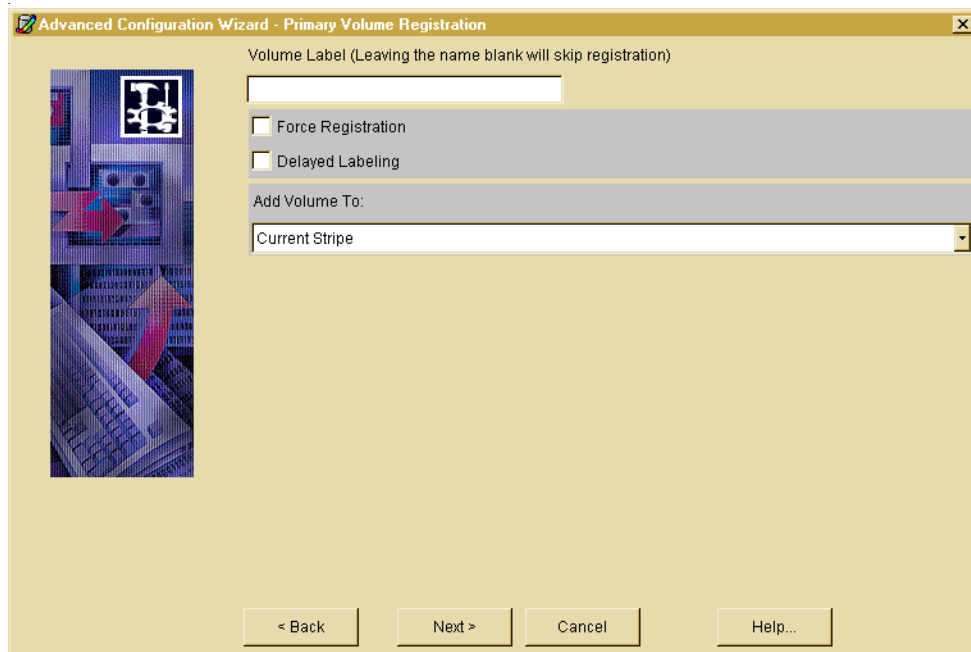 Advanced Configuration Wizard - Primary Volume Registration
Volume Label (Leaving the name blank will skip registration)
Force Registration
Delayed Labeling
Add Volume To:
Current Stripe
< Back
Next >
Cancel
Help...